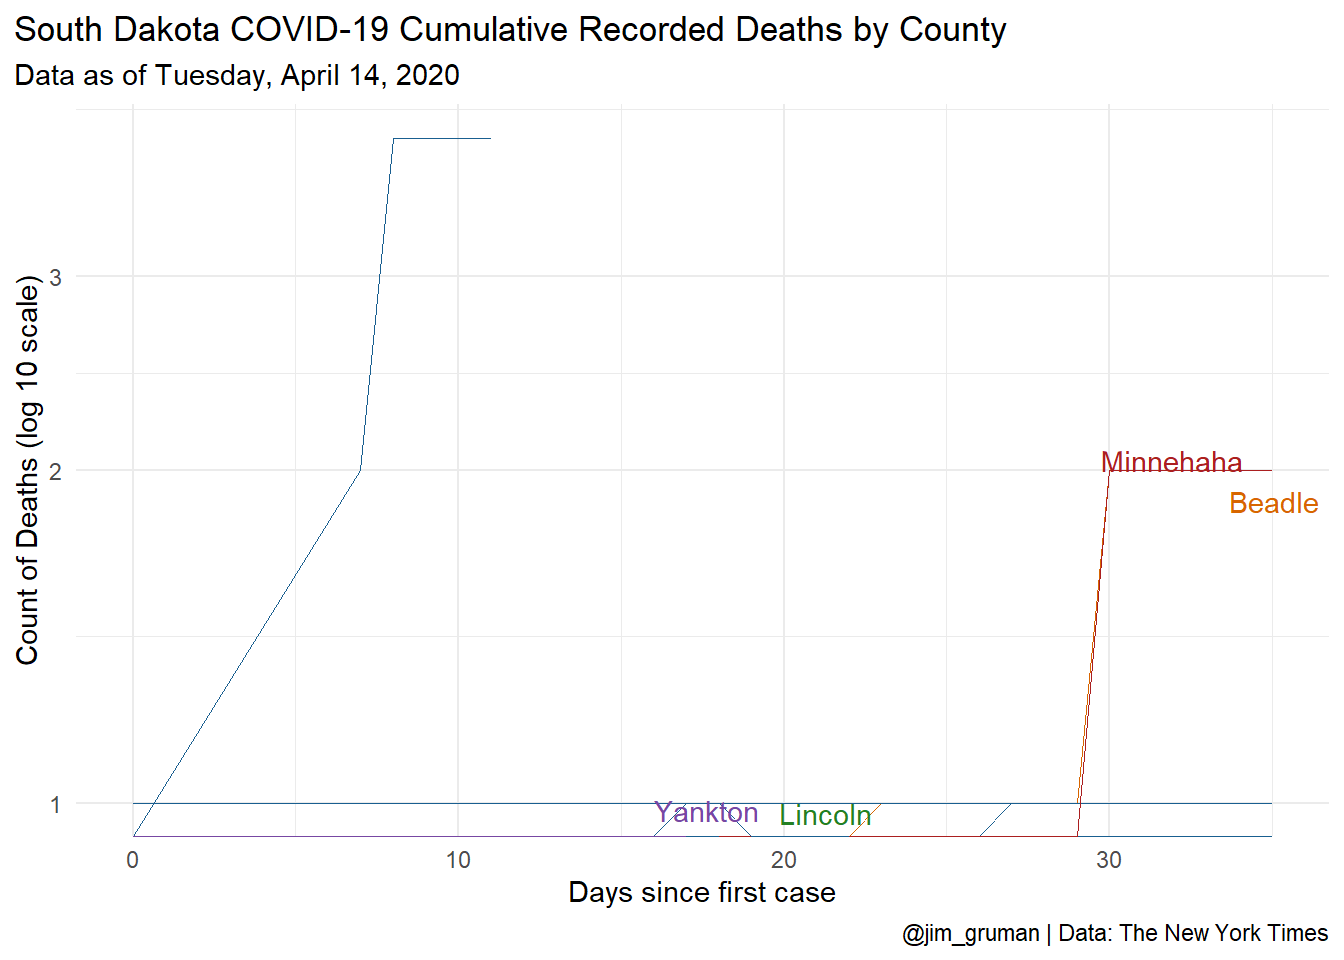 South Dakota COVID-19 Cumulative Recorded Deaths by County
Data as of Tuesday, April 14, 2020
Count of Deaths (log 10 scale)
3
2
1
Minnehaha
Beadle
Yankton
Lincoln
0 10 20 30
Days since first case
@jim_gruman | Data: The New York Times